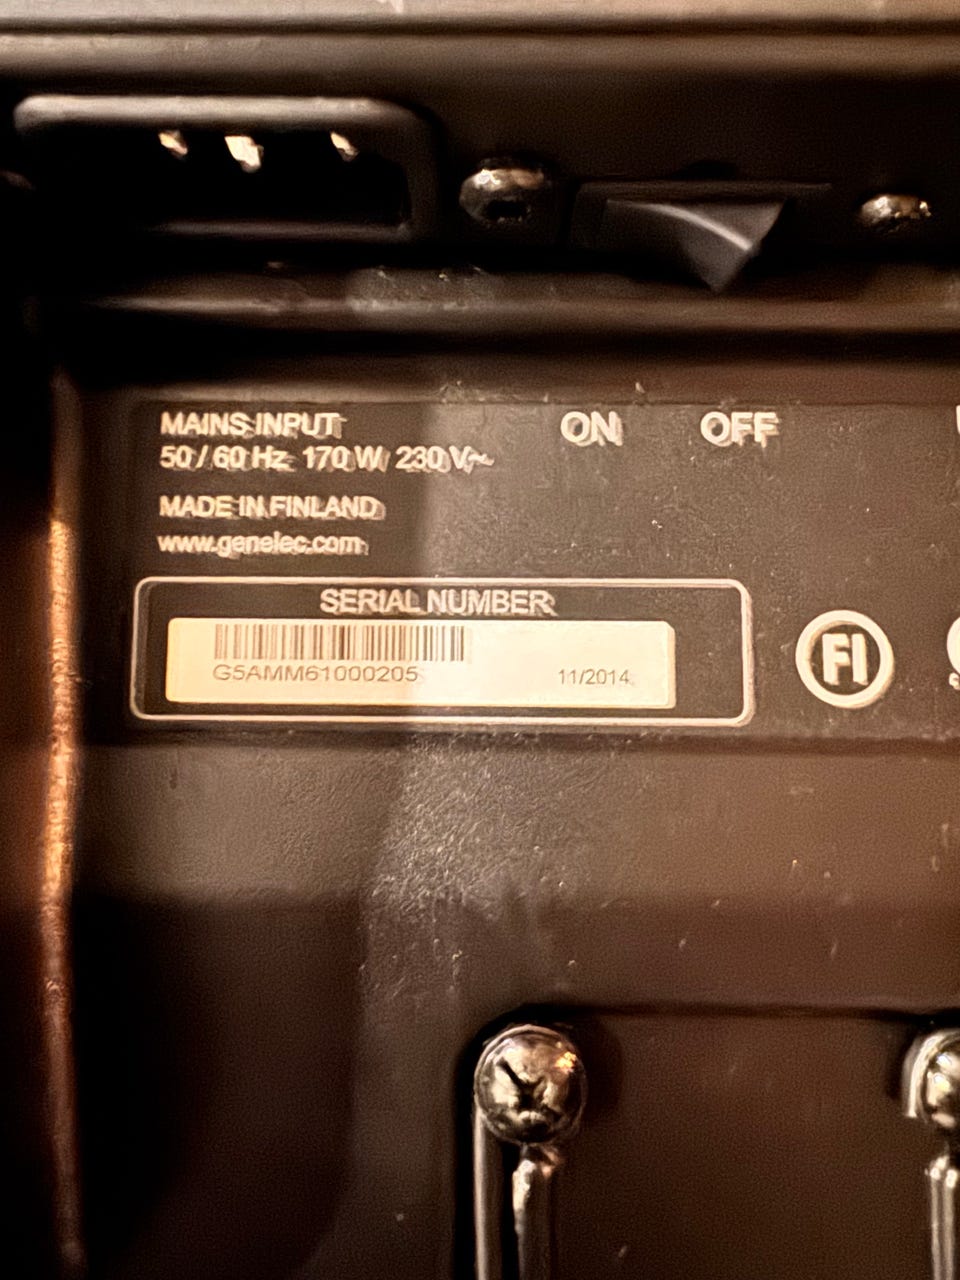 MAINS INPUT
ON OFF
50 / 60 Hz 170 W 230 V~
MADE IN FINLAND
www.genelec.com
SERIAL NUMBER
G5AMM61000205 11/2014
FI